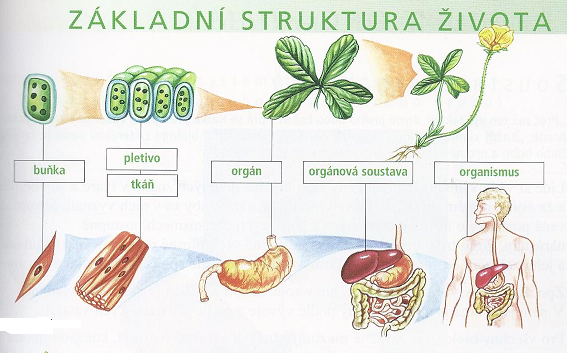 ZÁKLADNÍ STRUKTURA ŽIVOTA
buňka
pletivo
tkáň
orgán
orgánová soustava
organismus